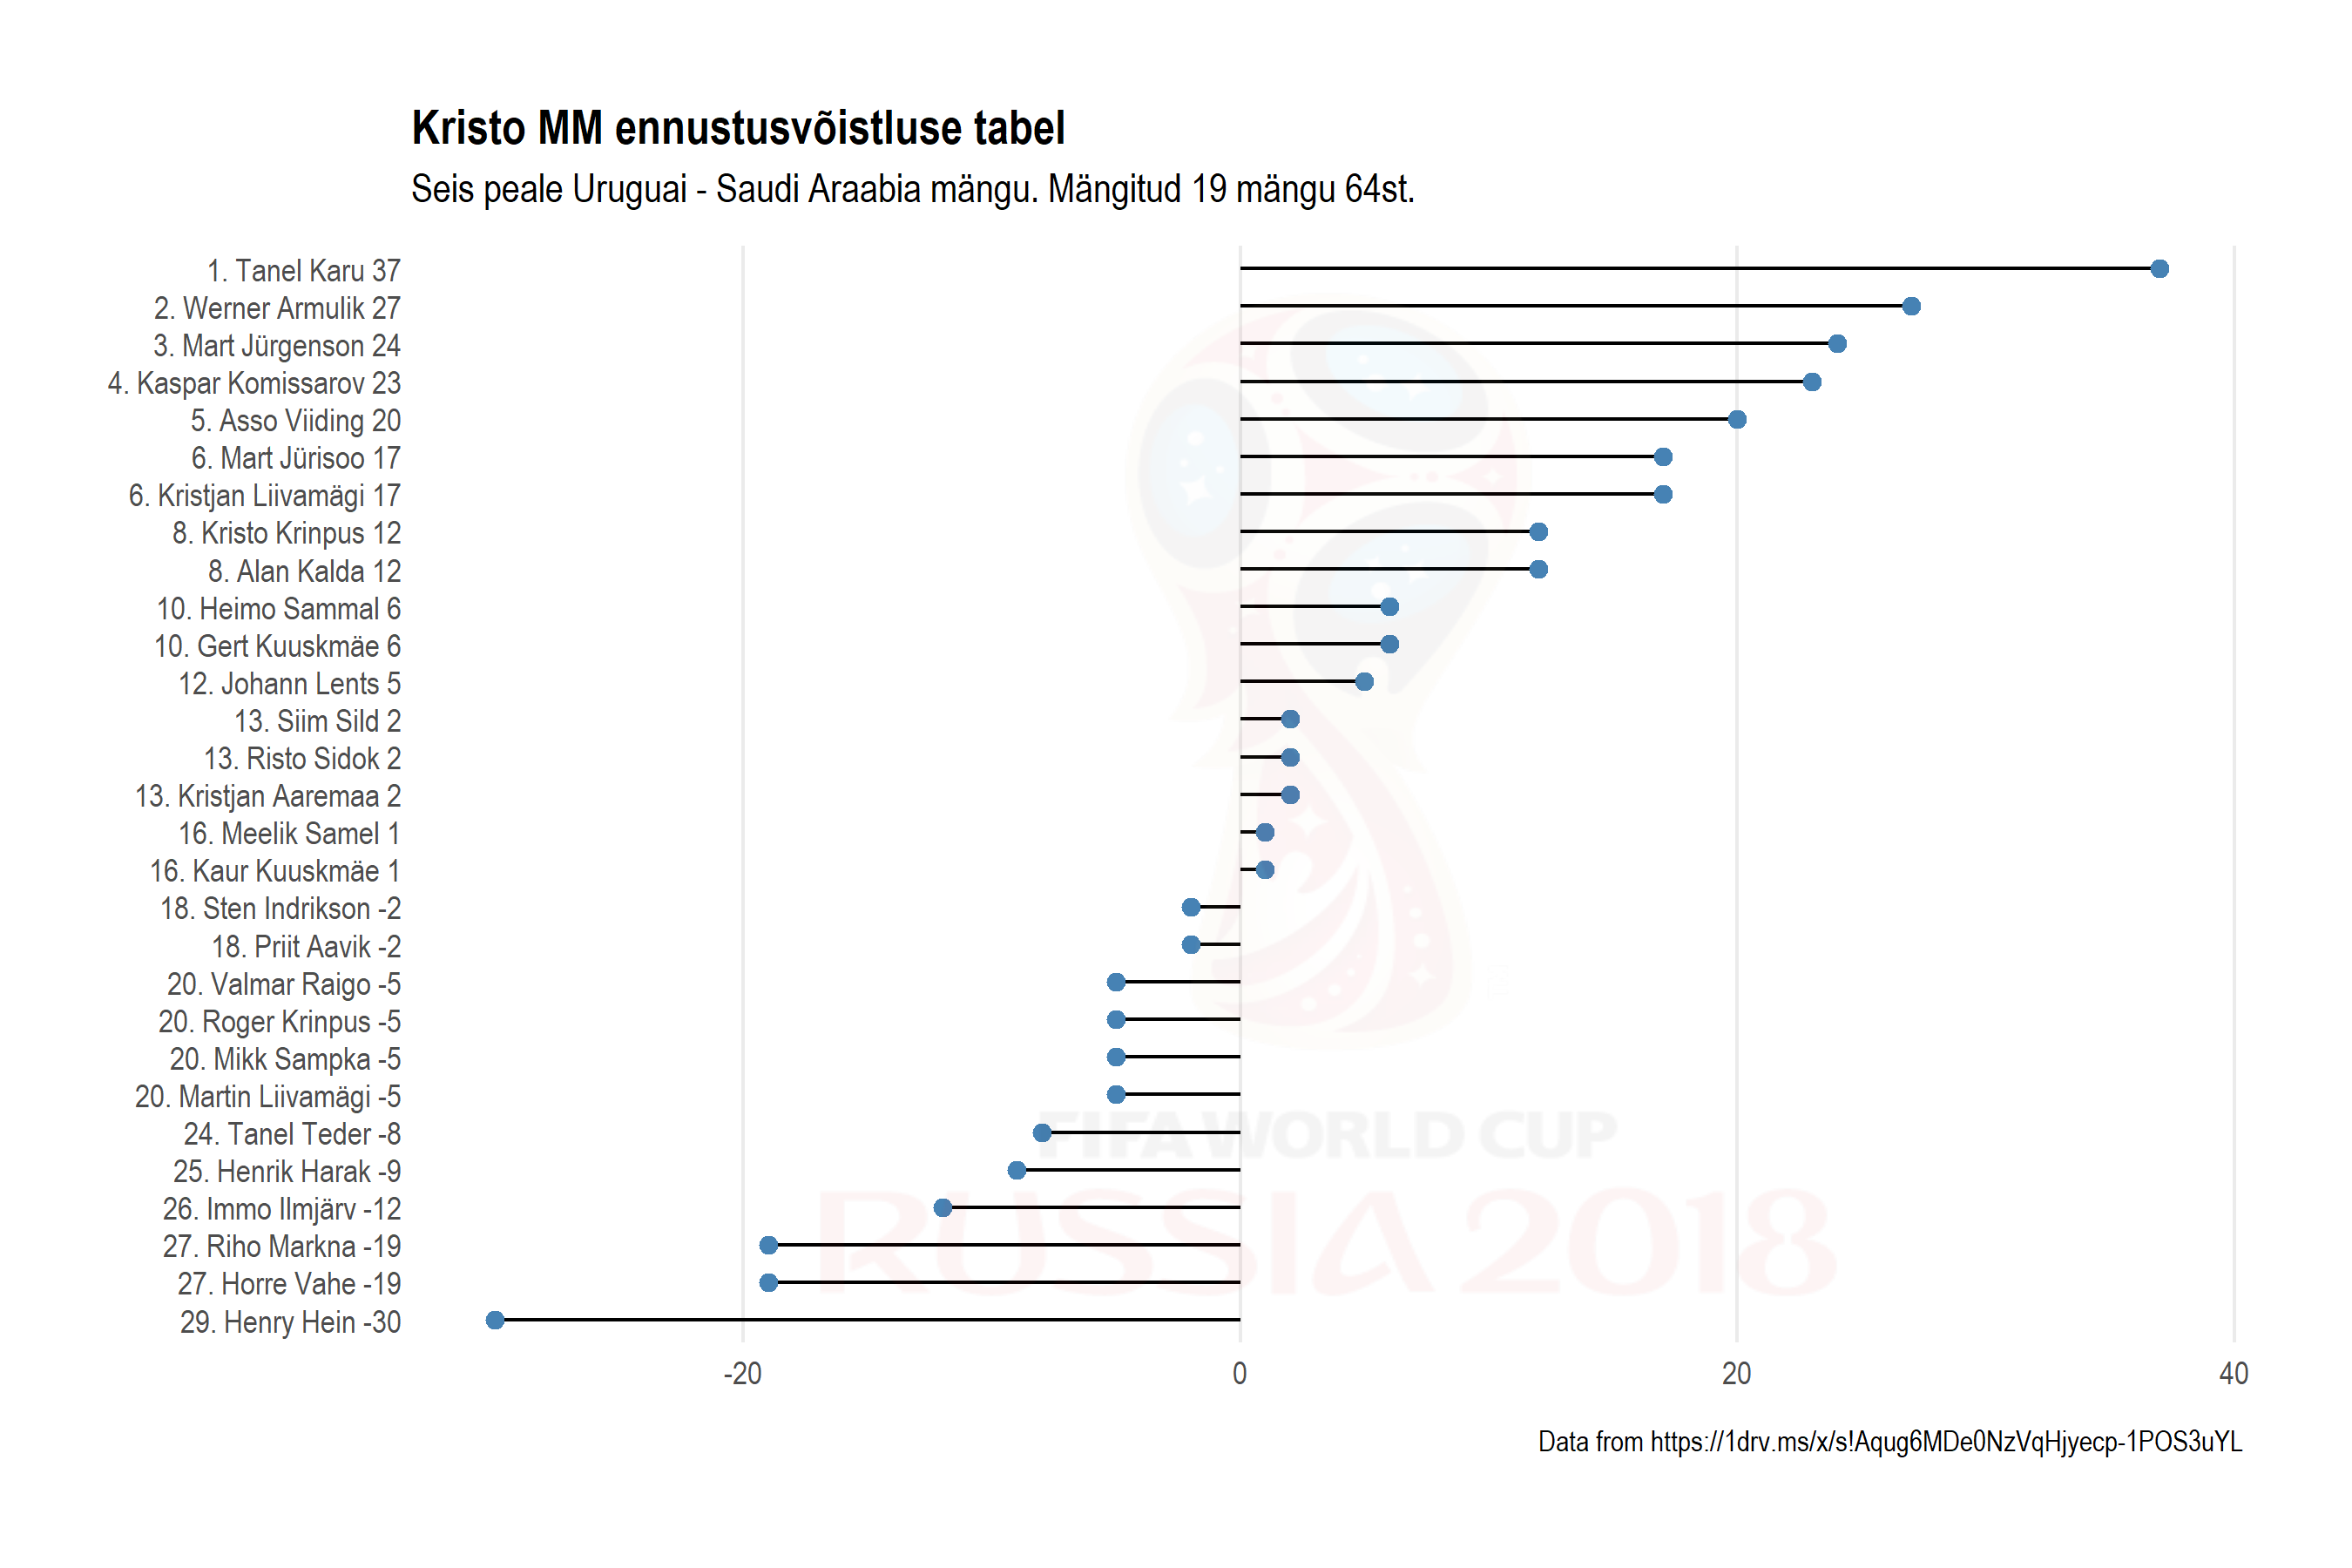 Kristo MM ennustusvõistluse tabel
Seis peale Uruguai - Saudi Araabia mängu. Mängitud 19 mängu 64st.
1. Tanel Karu 37
2. Werner Armulik 27
3. Mart Jürgenson 24
4. Kaspar Komissarov 23
5. Asso Viiding 20
6. Mart Jürisoo 17
6. Kristjan Liivamägi 17
8. Kristo Krinpus 12
8. Alan Kalda 12
10. Heimo Sammal 6
10. Gert Kuuskmäe 6
12. Johann Lents 5
13. Siim Sild 2
13. Risto Sidok 2
13. Kristjan Aaremaa 2
16. Meelik Samel 1
16. Kaur Kuuskmäe 1
18. Sten Indrikson -2
18. Priit Aavik -2
20. Valmar Raigo -5
20. Roger Krinpus -5
20. Mikk Sampka -5
20. Martin Liivamägi -5
24. Tanel Teder -8
25. Henrik Harak -9
26. Immo Ilmjärv -12
27. Riho Markna -19
27. Horre Vahe -19
29. Henry Hein -30
FIFA WORLD CUP
RUSSIA 2018
-20 0 20 40
Data from https://1drv.ms/x/s!Aqug6MDe0NzVqHjyecp-1POS3uYL